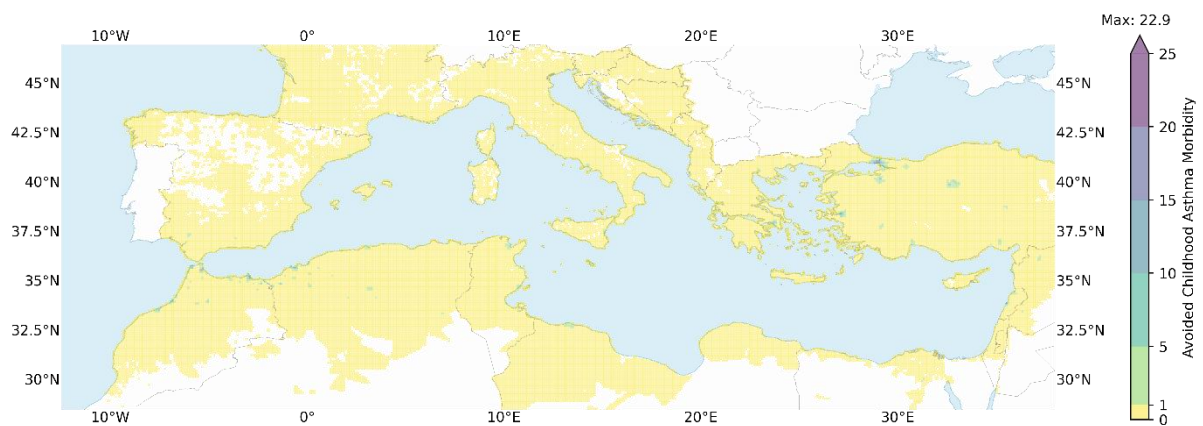 Max: 22.9
10°W 0° 10°E 20°E 30°E
45°N 45°N 25
42.5°N 42.5°N 20
40°N 40°N
37.5°N 37.5°N 15
35°N 35°N 10
32.5°N 32.5°N 5
30°N 30°N 1
0
10°W 0° 10°E 20°E 30°E
Avoided Childhood Asthma Morbidity